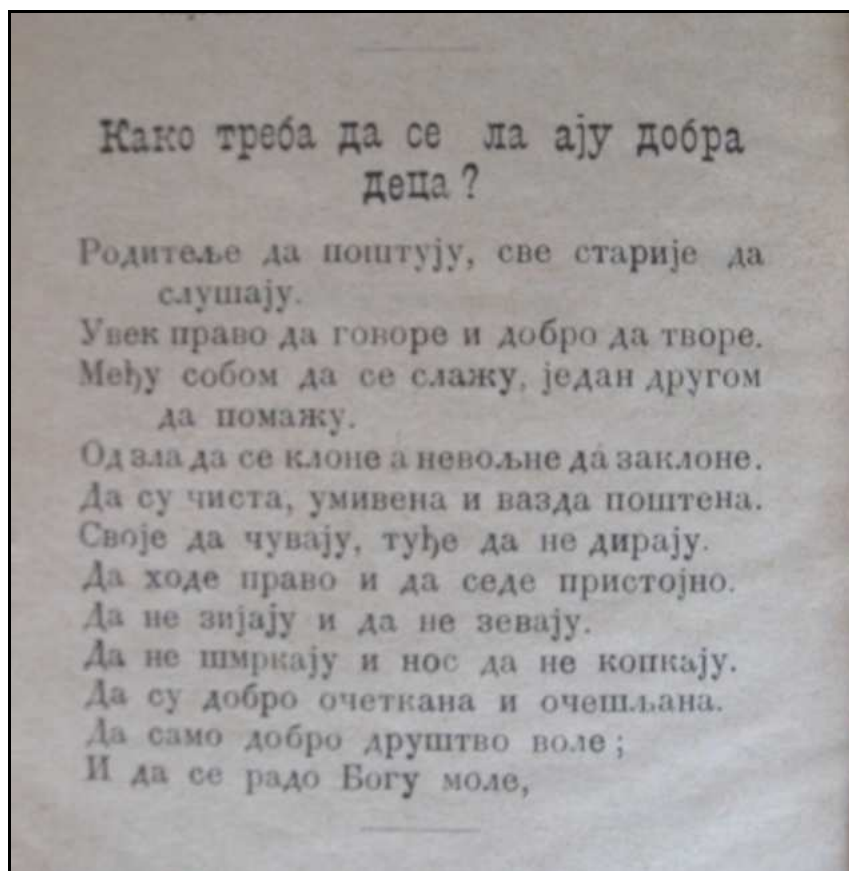 Како треба да се ла ају добра
деца?
Родитеље да поштују, све старије да
слушају.
Увек право да говоре и добро да творе.
Међу собом да се слажу, један другом
да помажу.
Од зла да се клоне а невољне да заклоне.
Да су чиста, умивена и вазда поштена.
Своје да чувају, туђе да не дирају.
Да ходе право и да седе пристојно.
Да не зијају и да не зевају.
Да не шмркају и нос да не копкају.
Да су добро очеткана и очешљана.
Да само добро друштво воле;
И да се радо Богу моле,